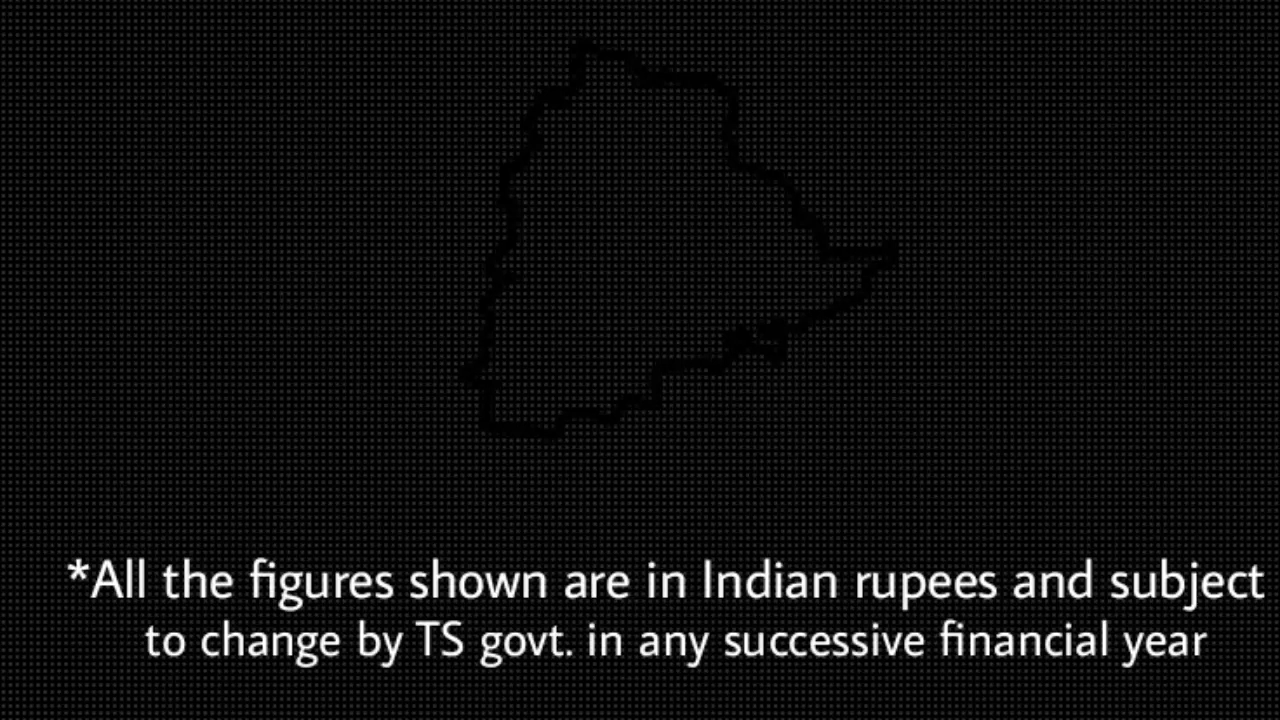 *All the figures shown are in Indian rupees and subject
to change by TS govt. in any successive financial year